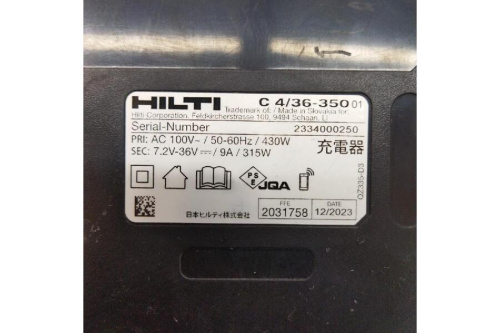 HILTI C 4/36-350 01
Trademark of: / Made in Slovakia for:
Hilti Corporation, Feldkircherstrasse 100, 9494 Schaan, LI
Serial-Number 2334000250
PRI: AC 100V~ / 50-60Hz / 430W
SEC: 7.2V-36V⎓ / 9A / 315W
充電器
PS
E
JQA
QZ335-D3
日本ヒルティ株式会社
FFE
2031758
DATE
12/2023